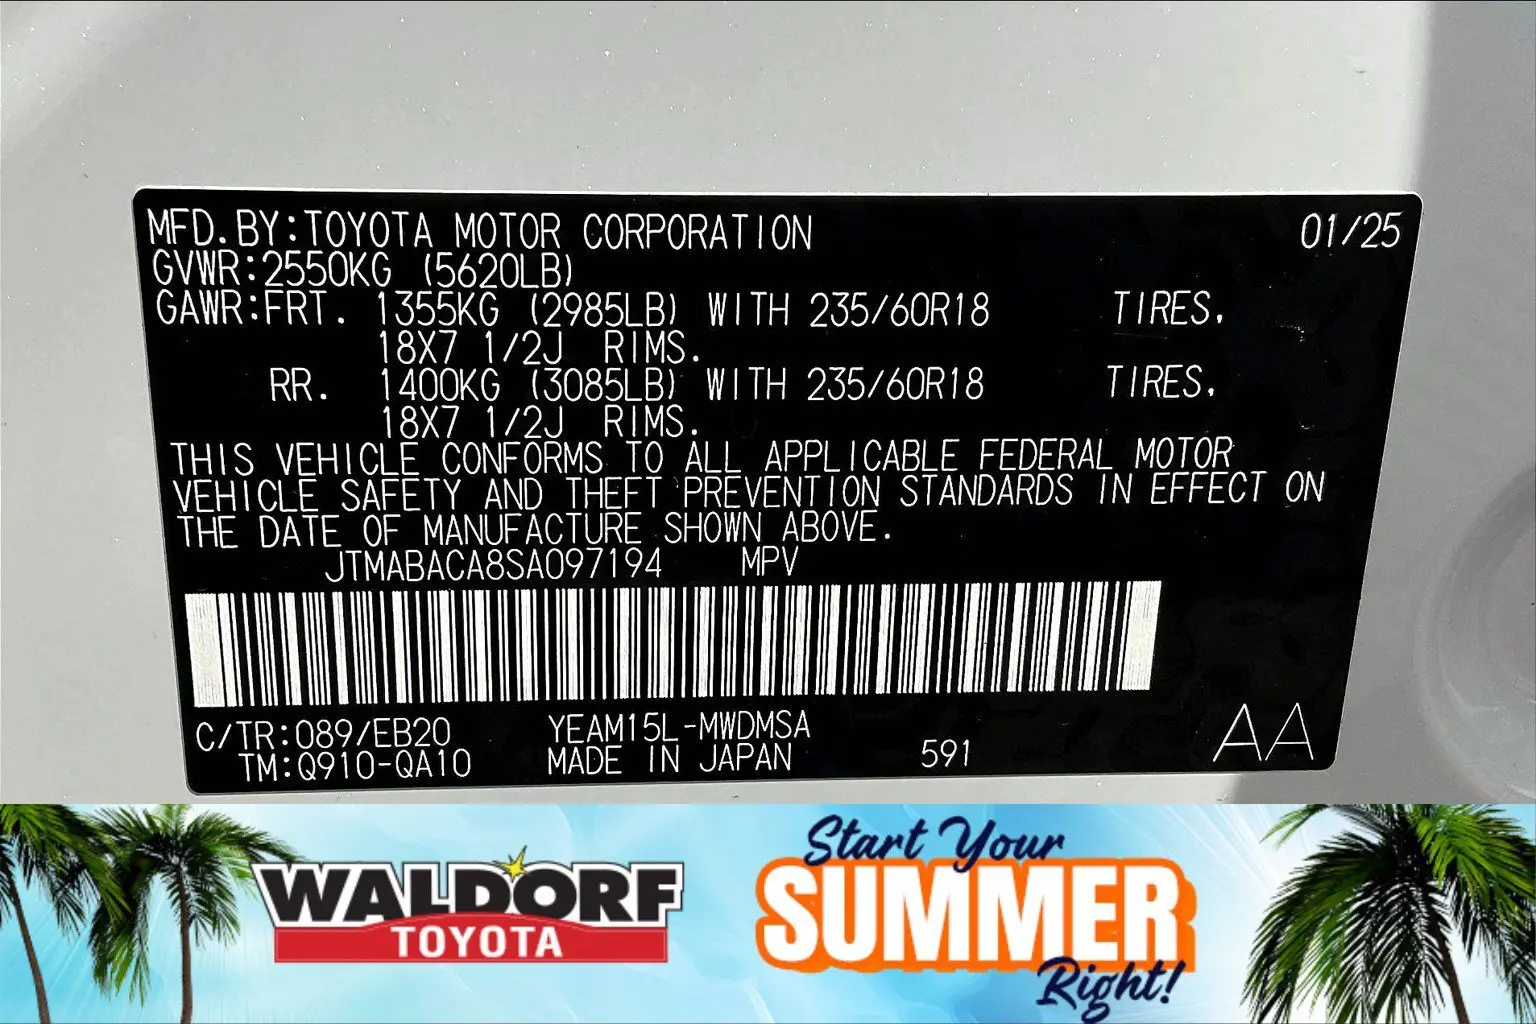 MFD.BY:TOYOTA MOTOR CORPORATION 01/25
GVWR:2550KG (5620LB)
GAWR:FRT. 1355KG (2985LB) WITH 235/60R18 TIRES,
18X7 1/2J RIMS.
RR. 1400KG (3085LB) WITH 235/60R18 TIRES,
18X7 1/2J RIMS.
THIS VEHICLE CONFORMS TO ALL APPLICABLE FEDERAL MOTOR
VEHICLE SAFETY AND THEFT PREVENTION STANDARDS IN EFFECT ON
THE DATE OF MANUFACTURE SHOWN ABOVE.
JTMABACA8SA097194 MPV
C/TR:089/EB20 YEAM15L-MWDMSA
TM:Q910-QA10 MADE IN JAPAN 591 AA
WALDORF
TOYOTA
Start Your
SUMMER
Right!